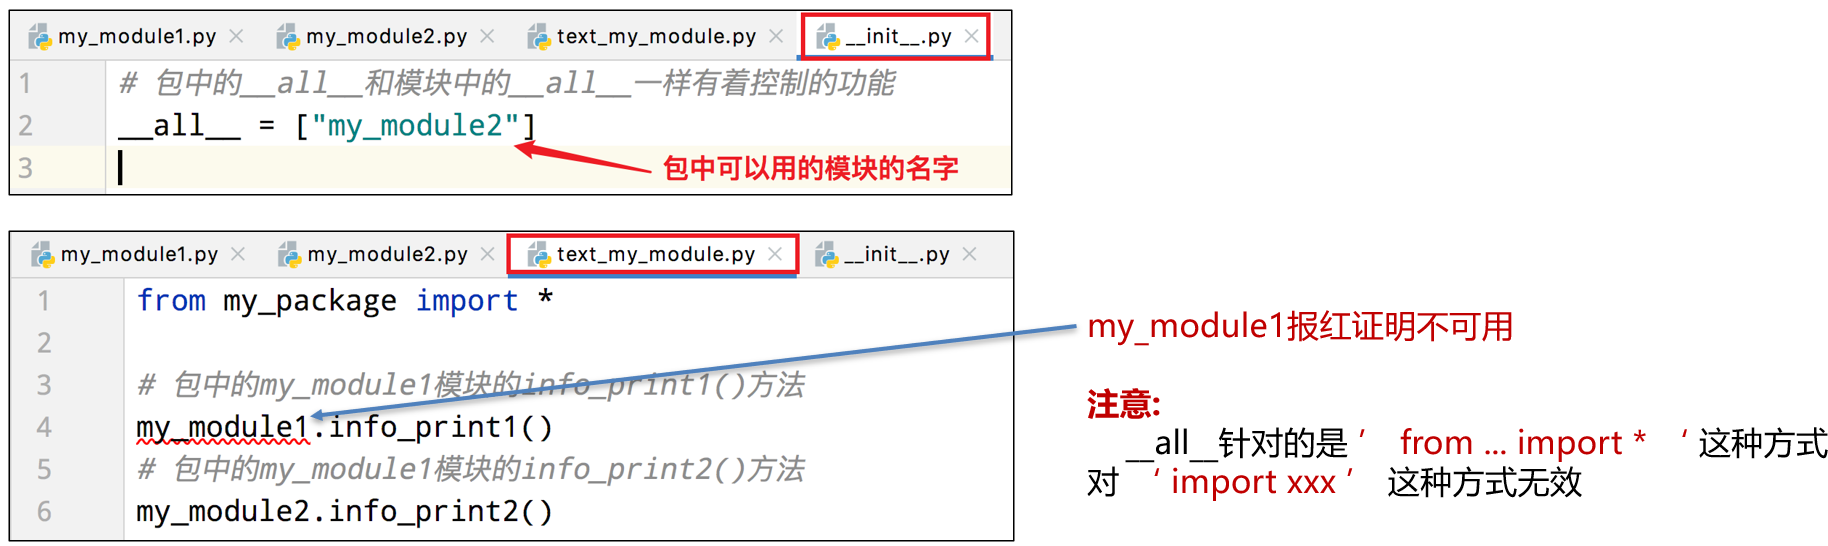 my_module1.py my_module2.py text_my_module.py __init__.py
1 # 包中的__all__和模块中的__all__一样有着控制的功能
2 __all__ = ["my_module2"]
3
包中可以用的模块的名字
my_module1.py my_module2.py text_my_module.py __init__.py
1 from my_package import *
2
3 # 包中的my_module1模块的info_print1()方法
4 my_module1.info_print1()
5 # 包中的my_module1模块的info_print2()方法
6 my_module2.info_print2()
my_module1报红证明不可用
注意:
__all__针对的是 ’ from ... import * ‘ 这种方式
对 ‘ import xxx ’ 这种方式无效